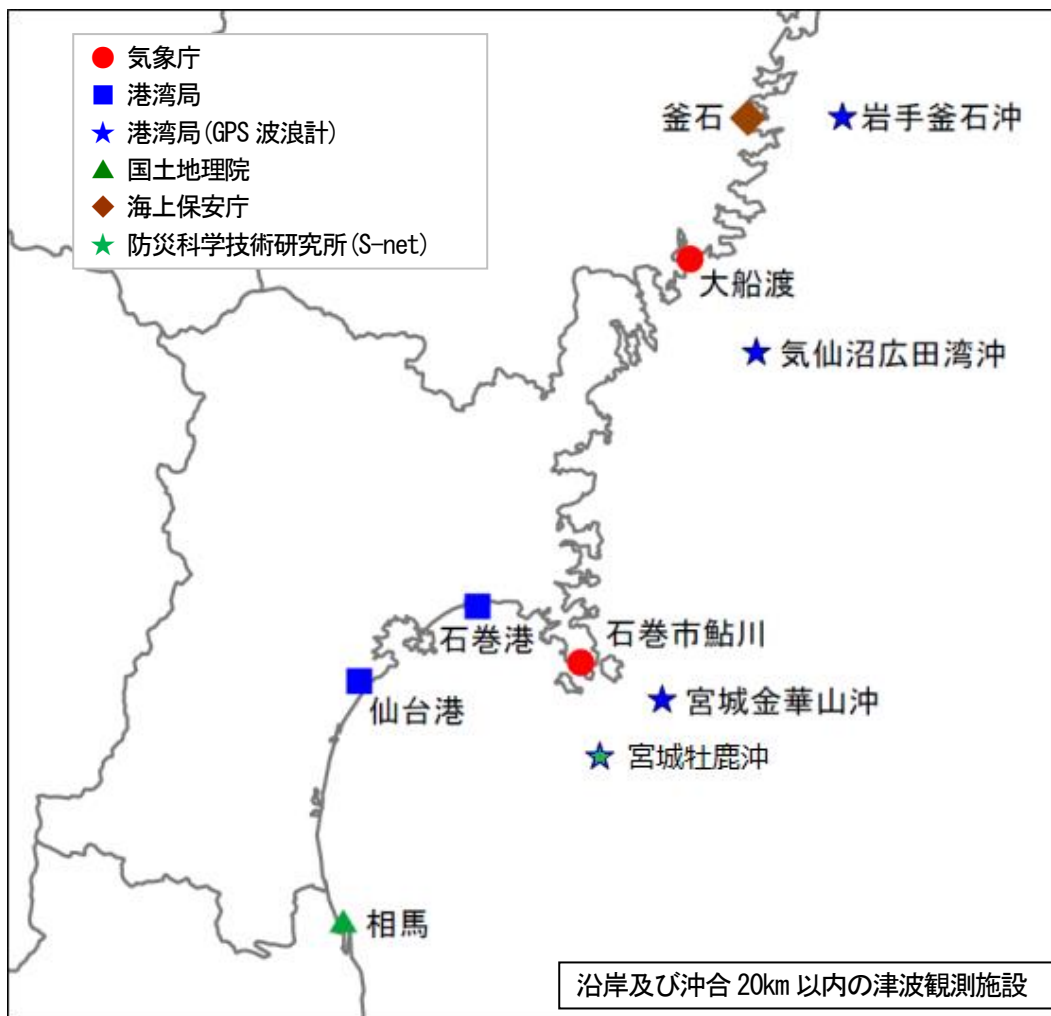 気象庁
港湾局
港湾局(GPS 波浪計)
国土地理院
海上保安庁
防災科学技術研究所(S-net)
釜石
岩手釜石沖
大船渡
気仙沼広田湾沖
石巻港
石巻市鮎川
仙台港
宮城金華山沖
宮城牡鹿沖
相馬
沿岸及び沖合 20km 以内の津波観測施設